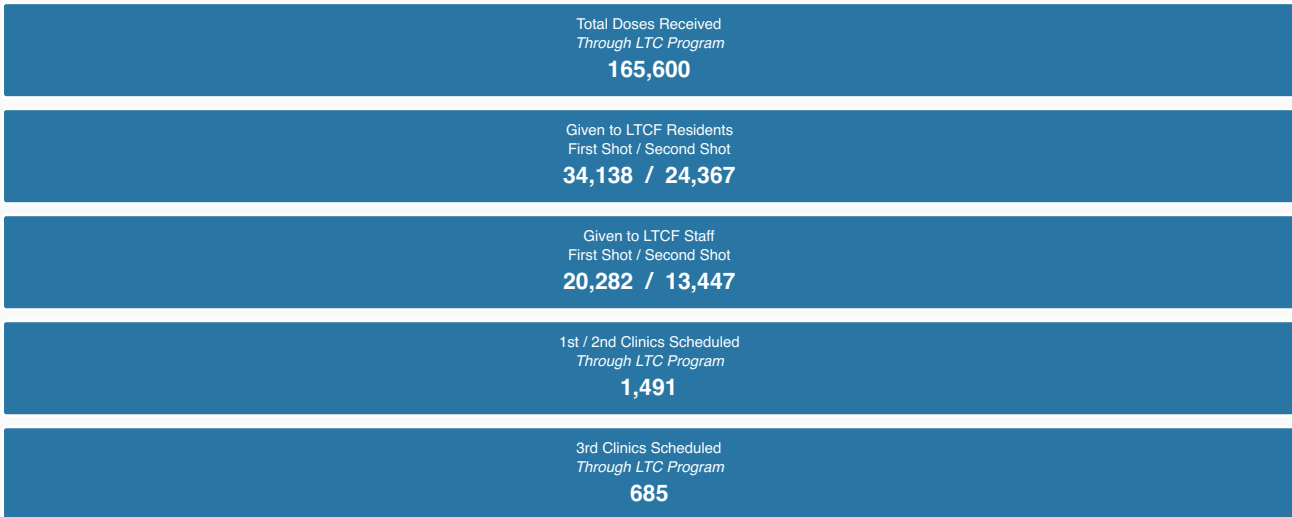 Total Doses Received
Through LTC Program
165,600
Given to LTCF Residents
First Shot / Second Shot
34,138 / 24,367
Given to LTCF Staff
First Shot / Second Shot
20,282 / 13,447
1st / 2nd Clinics Scheduled
Through LTC Program
1,491
3rd Clinics Scheduled
Through LTC Program
685